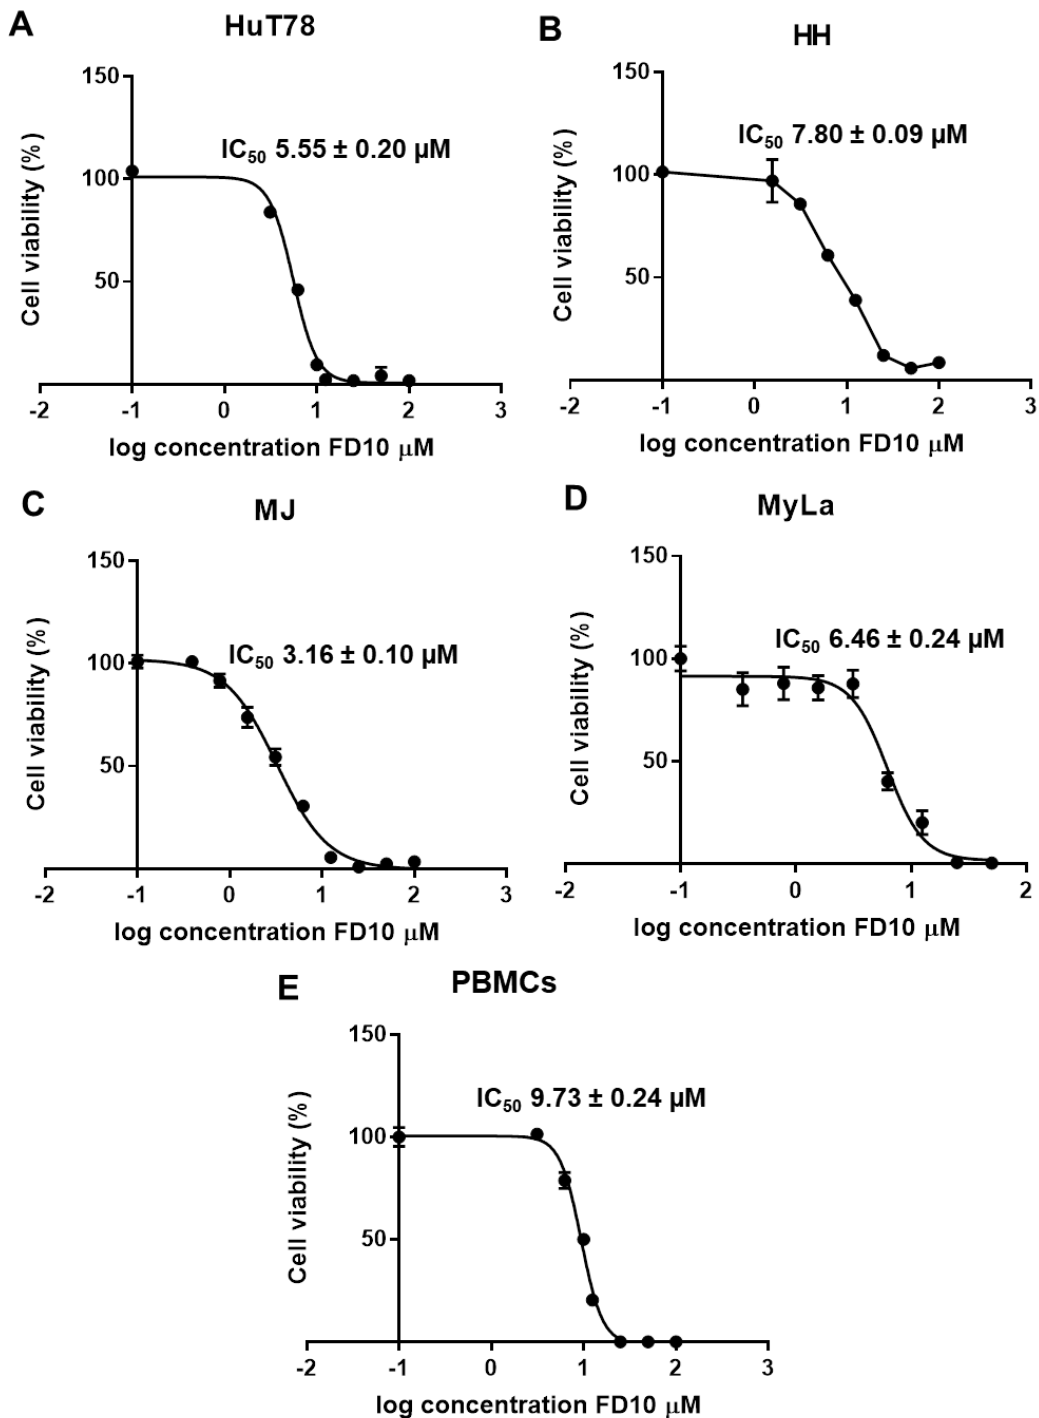 A
HuT78
150
100
50
Cell viability (%)
IC₅₀ 5.55 ± 0.20 µM
-2 -1 0 1 2 3
log concentration FD10 µM
B
HH
150
100
50
Cell viability (%)
IC₅₀ 7.80 ± 0.09 µM
-2 -1 0 1 2 3
log concentration FD10 µM
C
MJ
150
100
50
Cell viability (%)
IC₅₀ 3.16 ± 0.10 µM
-2 -1 0 1 2 3
log concentration FD10 µM
D
MyLa
150
100
50
Cell viability (%)
IC₅₀ 6.46 ± 0.24 µM
-2 -1 0 1 2
log concentration FD10 µM
E
PBMCs
150
100
50
Cell viability (%)
IC₅₀ 9.73 ± 0.24 µM
-2 -1 0 1 2 3
log concentration FD10 µM